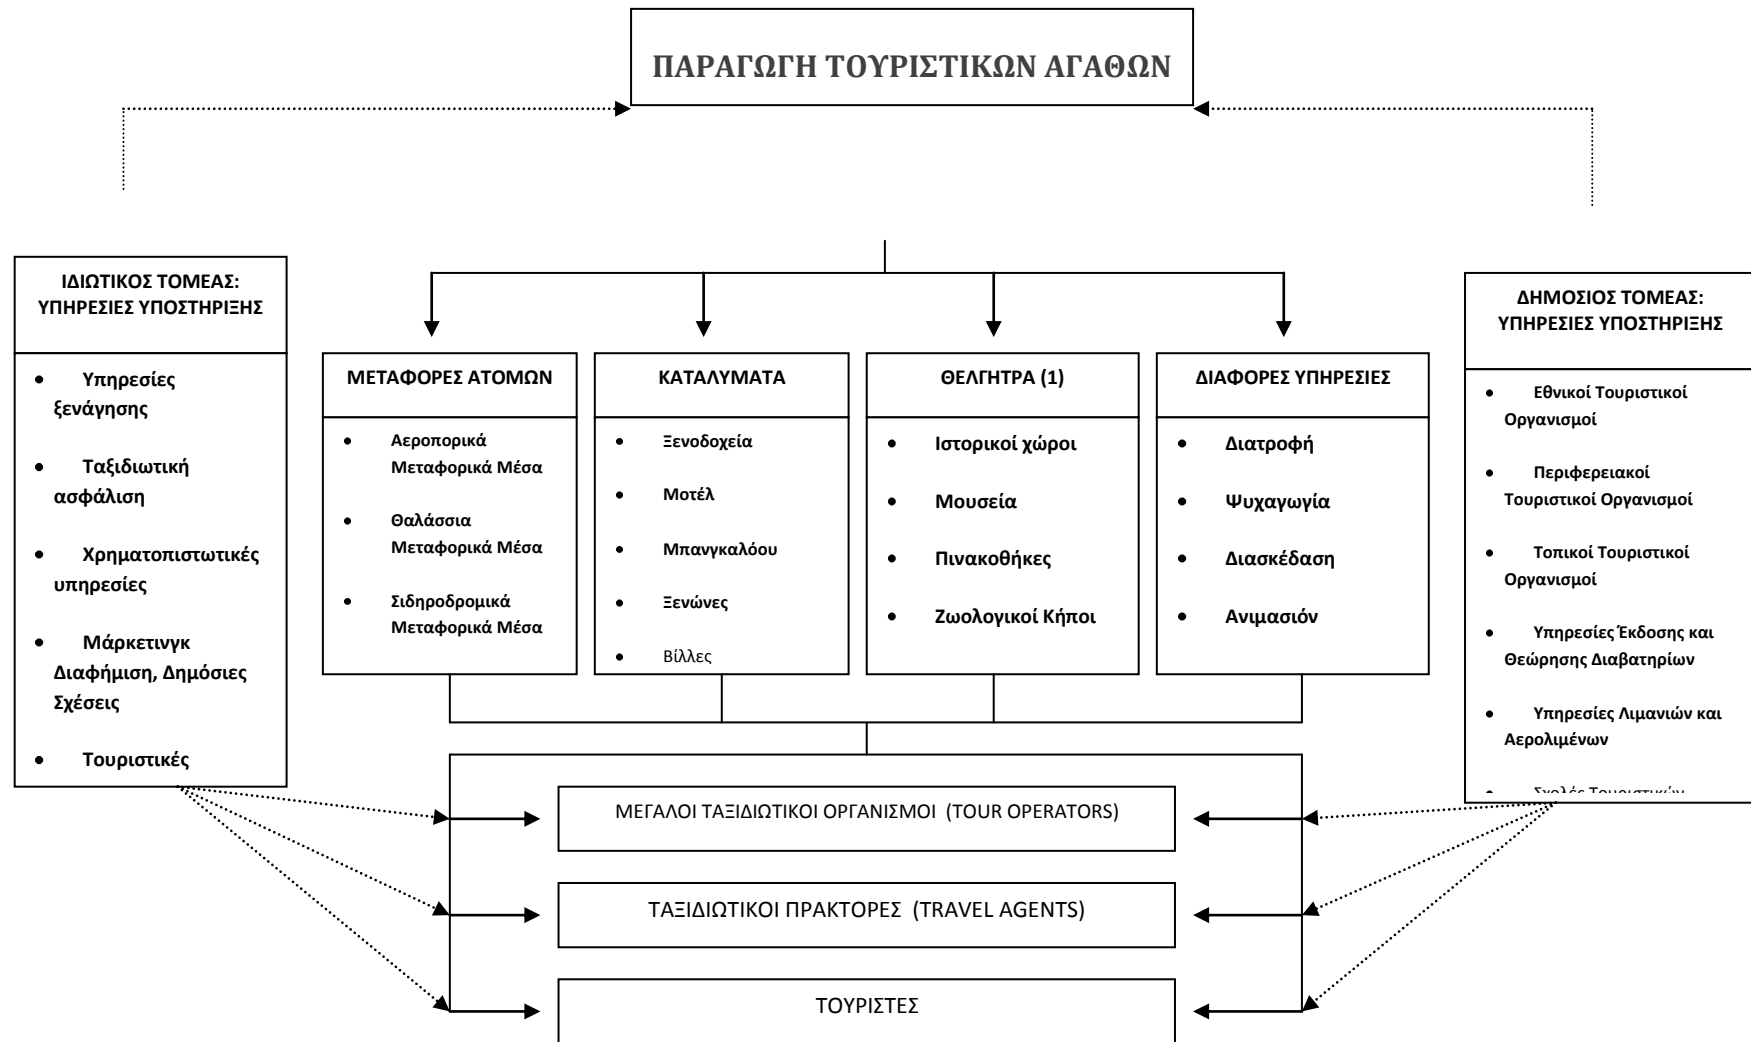 ΠΑΡΑΓΩΓΗ ΤΟΥΡΙΣΤΙΚΩΝ ΑΓΑΘΩΝ
ΙΔΙΩΤΙΚΟΣ ΤΟΜΕΑΣ:
ΥΠΗΡΕΣΙΕΣ ΥΠΟΣΤΗΡΙΞΗΣ
• Υπηρεσίες
ξενάγησης
• Ταξιδιωτική
ασφάλιση
• Χρηματοπιστωτικές
υπηρεσίες
• Μάρκετινγκ
Διαφήμιση, Δημόσιες
Σχέσεις
• Τουριστικές
ΜΕΤΑΦΟΡΕΣ ΑΤΟΜΩΝ
• Αεροπορικά
Μεταφορικά Μέσα
• Θαλάσσια
Μεταφορικά Μέσα
• Σιδηροδρομικά
Μεταφορικά Μέσα
ΚΑΤΑΛΥΜΑΤΑ
• Ξενοδοχεία
• Μοτέλ
• Μπανγκαλόου
• Ξενώνες
• Βίλλες
ΘΕΛΓΗΤΡΑ (1)
• Ιστορικοί χώροι
• Μουσεία
• Πινακοθήκες
• Ζωολογικοί Κήποι
ΔΙΑΦΟΡΕΣ ΥΠΗΡΕΣΙΕΣ
• Διατροφή
• Ψυχαγωγία
• Διασκέδαση
• Ανιμασιόν
ΔΗΜΟΣΙΟΣ ΤΟΜΕΑΣ:
ΥΠΗΡΕΣΙΕΣ ΥΠΟΣΤΗΡΙΞΗΣ
• Εθνικοί Τουριστικοί
Οργανισμοί
• Περιφερειακοί
Τουριστικοί Οργανισμοί
• Τοπικοί Τουριστικοί
Οργανισμοί
• Υπηρεσίες Έκδοσης και
Θεώρησης Διαβατηρίων
• Υπηρεσίες Λιμανιών και
Αερολιμένων
• Σχολές Τουριστικών
ΜΕΓΑΛΟΙ ΤΑΞΙΔΙΩΤΙΚΟΙ ΟΡΓΑΝΙΣΜΟΙ (TOUR OPERATORS)
ΤΑΞΙΔΙΩΤΙΚΟΙ ΠΡΑΚΤΟΡΕΣ (TRAVEL AGENTS)
ΤΟΥΡΙΣΤΕΣ